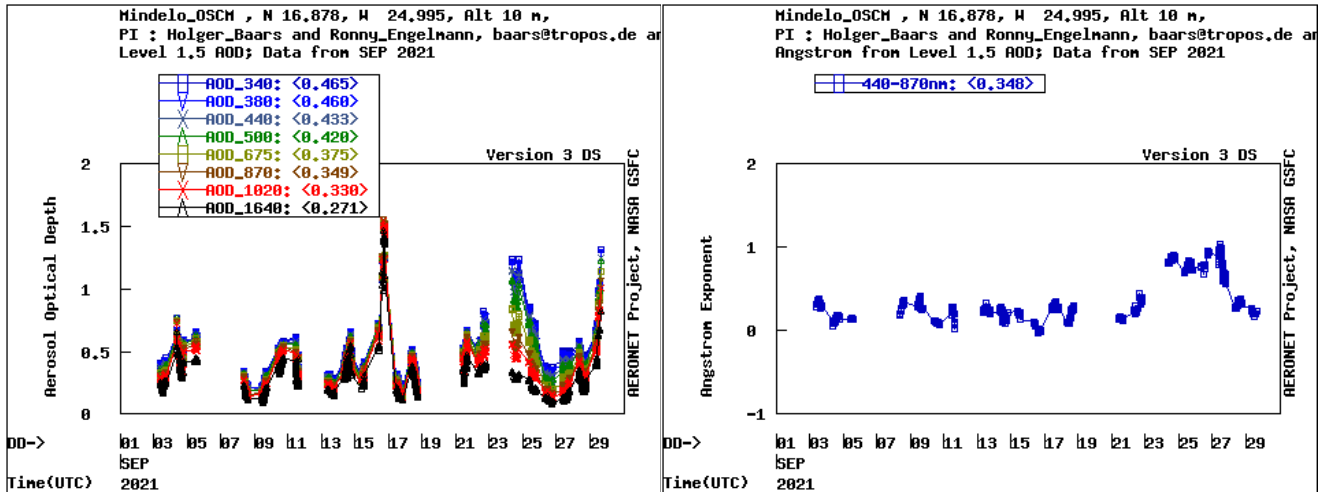 Mindelo_OSCM , N 16.878, W  24.995, Alt 10 m,
PI : Holger_Baars and Ronny_Engelmann, baars@tropos.de an
Level 1.5 AOD; Data from SEP 2021
AOD_340: <0.465>
AOD_380: <0.460>
AOD_440: <0.433>
AOD_500: <0.420>
AOD_675: <0.375>
AOD_870: <0.349>
AOD_1020: <0.330>
AOD_1640: <0.271>
Version 3 DS
2
1.5
1
0.5
0
Aerosol Optical Depth
AERONET Project, NASA GSFC
DD-> 01 03 05 07 09 11 13 15 17 19 21 23 25 27 29
SEP
Time(UTC) 2021
Mindelo_OSCM , N 16.878, W  24.995, Alt 10 m,
PI : Holger_Baars and Ronny_Engelmann, baars@tropos.de ar
Angstrom from Level 1.5 AOD; Data from SEP 2021
440-870nm: <0.348>
Version 3 DS
2
1
0
-1
Angstrom Exponent
AERONET Project, NASA GSFC
DD-> 01 03 05 07 09 11 13 15 17 19 21 23 25 27 29
SEP
Time(UTC) 2021